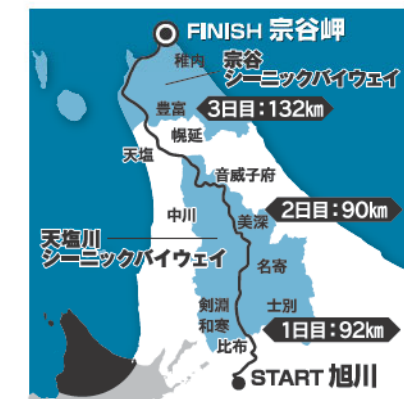 FINISH 宗谷岬
稚内
宗谷
シーニックバイウェイ
豊富
3日目:132km
幌延
天塩
音威子府
中川
美深
2日目:90km
天塩川
シーニックバイウェイ
名寄
剣淵
士別
和寒
1日目:92km
比布
START 旭川